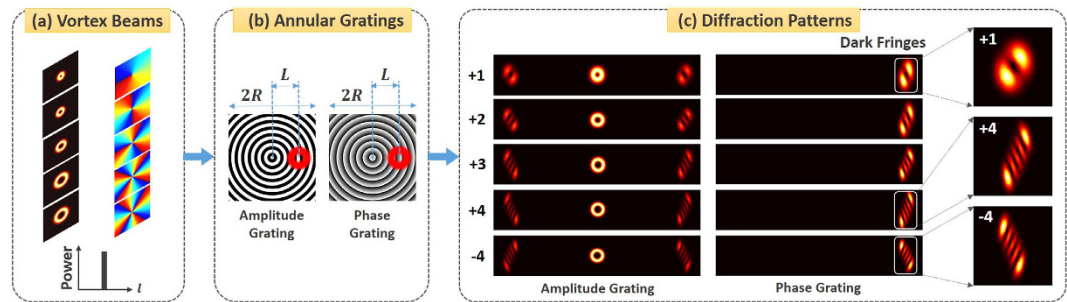 (a) Vortex Beams
Power
l
(b) Annular Gratings
L
2R
L
2R
Amplitude
Grating
Phase
Grating
(c) Diffraction Patterns
Dark Fringes
+1
+2
+3
+4
-4
Amplitude Grating
Phase Grating
+1
+4
-4